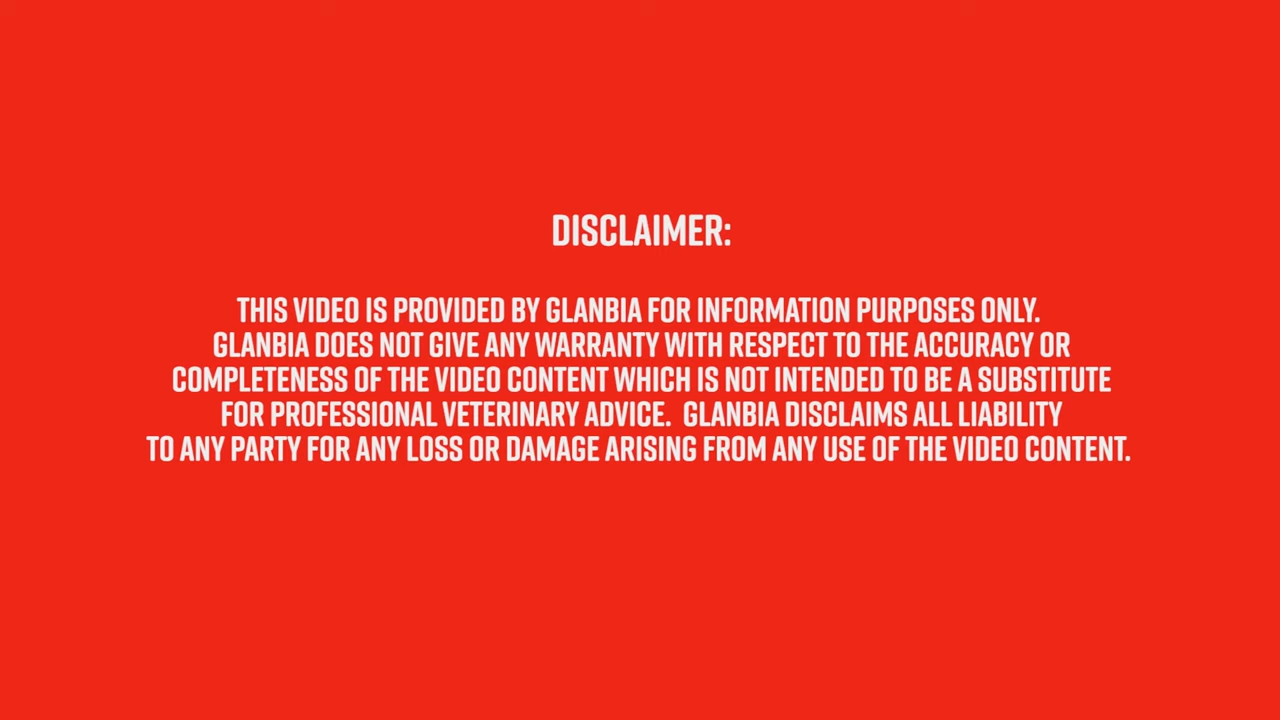 DISCLAIMER:
THIS VIDEO IS PROVIDED BY GLANBIA FOR INFORMATION PURPOSES ONLY.
GLANBIA DOES NOT GIVE ANY WARRANTY WITH RESPECT TO THE ACCURACY OR
COMPLETENESS OF THE VIDEO CONTENT WHICH IS NOT INTENDED TO BE A SUBSTITUTE
FOR PROFESSIONAL VETERINARY ADVICE.  GLANBIA DISCLAIMS ALL LIABILITY
TO ANY PARTY FOR ANY LOSS OR DAMAGE ARISING FROM ANY USE OF THE VIDEO CONTENT.